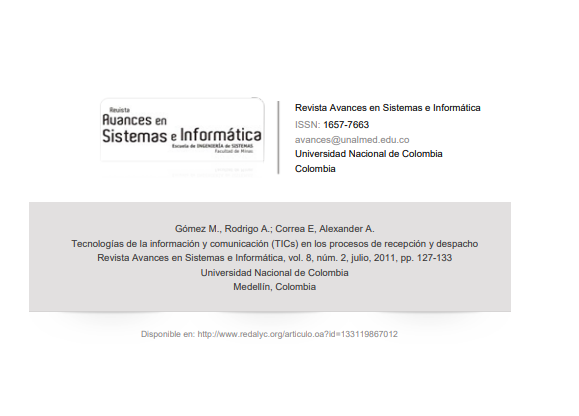 Revista
Avances en
Sistemas e Informática
Escuela de INGENIERÍA de SISTEMAS
Facultad de Minas
Revista Avances en Sistemas e Informática
ISSN: 1657-7663
avances@unalmed.edu.co
Universidad Nacional de Colombia
Colombia
Gómez M., Rodrigo A.; Correa E, Alexander A.
Tecnologías de la información y comunicación (TICs) en los procesos de recepción y despacho
Revista Avances en Sistemas e Informática, vol. 8, núm. 2, julio, 2011, pp. 127-133
Universidad Nacional de Colombia
Medellín, Colombia
Disponible en: http://www.redalyc.org/articulo.oa?id=133119867012